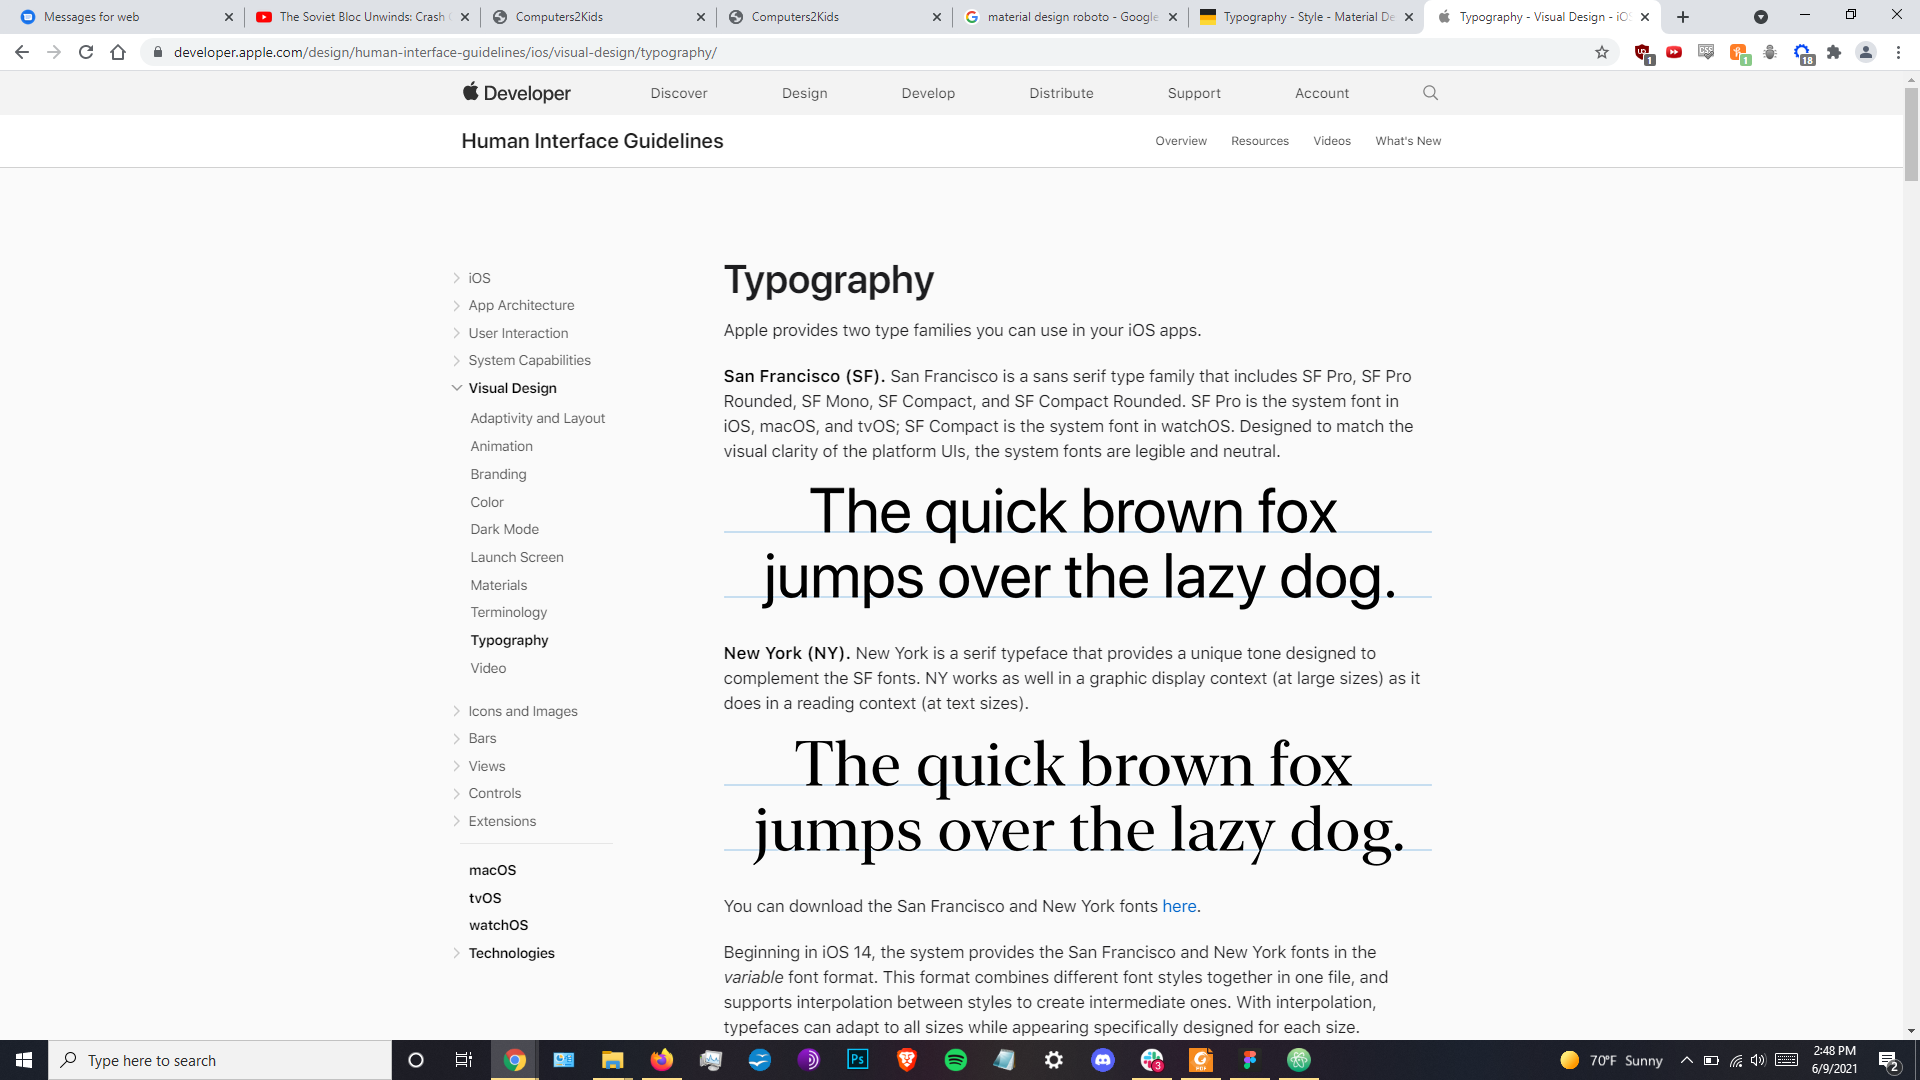 Messages for web
The Soviet Bloc Unwinds: Crash
Computers2Kids
Computers2Kids
material design roboto - Google
Typography - Style - Material De
Typography - Visual Design - iOS
developer.apple.com/design/human-interface-guidelines/ios/visual-design/typography/
1
1
18
Developer
Discover
Design
Develop
Distribute
Support
Account
Human Interface Guidelines
Overview
Resources
Videos
What's New
iOS
App Architecture
User Interaction
System Capabilities
Visual Design
Adaptivity and Layout
Animation
Branding
Color
Dark Mode
Launch Screen
Materials
Terminology
Typography
Video
Icons and Images
Bars
Views
Controls
Extensions
macOS
tvOS
watchOS
Technologies
Typography
Apple provides two type families you can use in your iOS apps.
San Francisco (SF). San Francisco is a sans serif type family that includes SF Pro, SF Pro
Rounded, SF Mono, SF Compact, and SF Compact Rounded. SF Pro is the system font in
iOS, macOS, and tvOS; SF Compact is the system font in watchOS. Designed to match the
visual clarity of the platform UIs, the system fonts are legible and neutral.
The quick brown fox
jumps over the lazy dog.
New York (NY). New York is a serif typeface that provides a unique tone designed to
complement the SF fonts. NY works as well in a graphic display context (at large sizes) as it
does in a reading context (at text sizes).
The quick brown fox
jumps over the lazy dog.
You can download the San Francisco and New York fonts here.
Beginning in iOS 14, the system provides the San Francisco and New York fonts in the
variable font format. This format combines different font styles together in one file, and
supports interpolation between styles to create intermediate ones. With interpolation,
typefaces can adapt to all sizes while appearing specifically designed for each size.
Type here to search
Ps
3
70°F Sunny
2:48 PM
6/9/2021
2